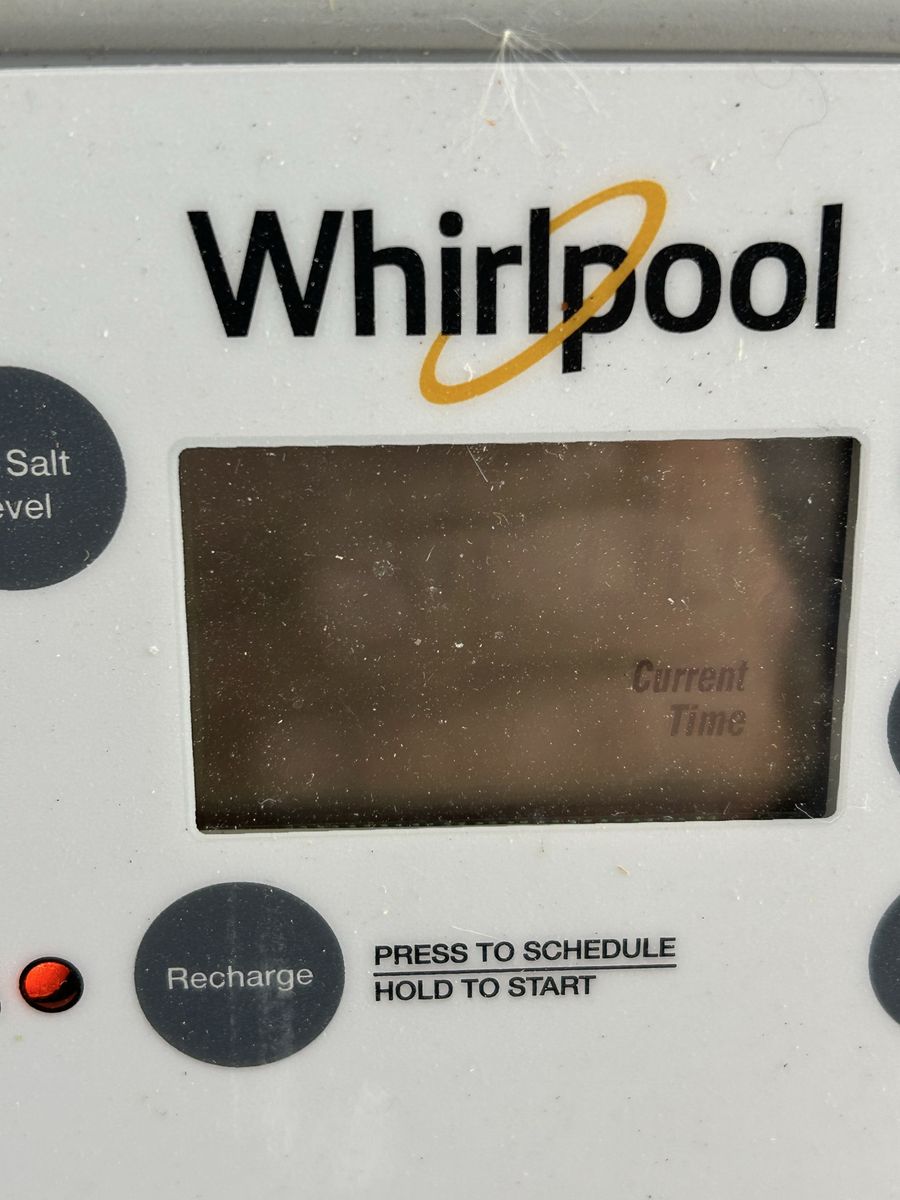 Whirlpool
Salt
evel
Current
Time
Recharge
PRESS TO SCHEDULE
HOLD TO START